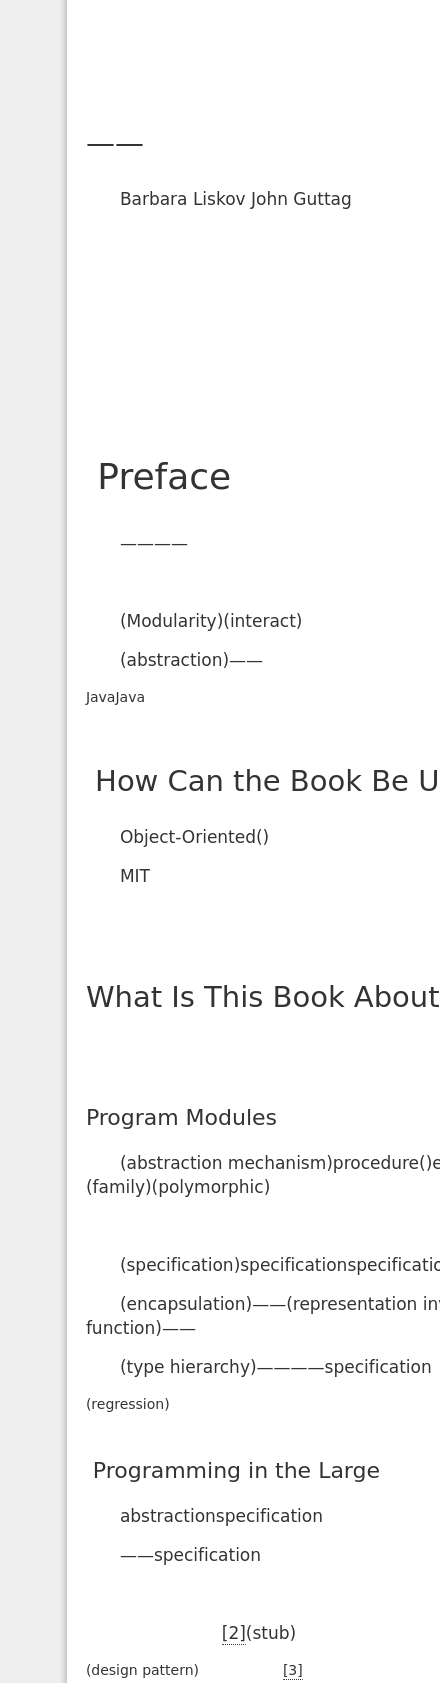 ——
Barbara Liskov John Guttag
Preface
————
(Modularity)(interact)
(abstraction)——
JavaJava
How Can the Book Be U
Object-Oriented()
MIT
What Is This Book About
Program Modules
(abstraction mechanism)procedure()e
(family)(polymorphic)
(specification)specificationspecificatio
(encapsulation)——(representation in
function)——
(type hierarchy)————specification
(regression)
Programming in the Large
abstractionspecification
——specification
[2](stub)
(design pattern) [3]